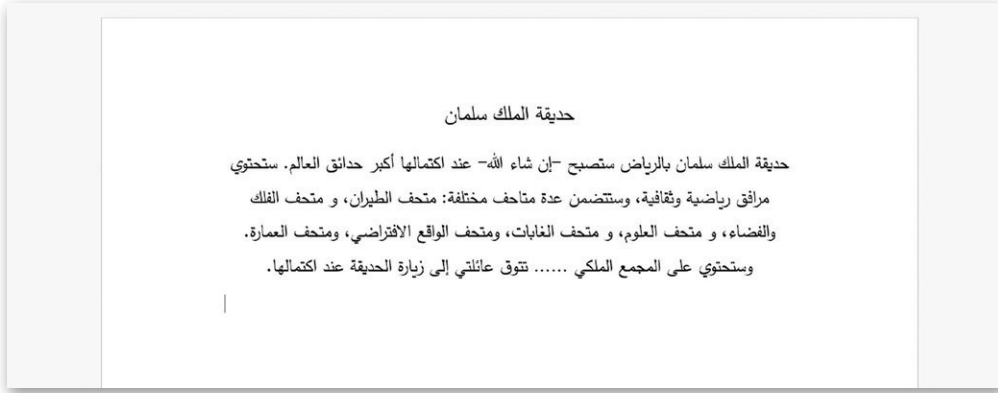 حديقة الملك سلمان
حديقة الملك سلمان بالرياض ستصبح –إن شاء الله– عند اكتمالها أكبر حدائق العالم. ستحتوي
مرافق رياضية وثقافية، وستتضمن عدة متاحف مختلفة: متحف الطيران، و متحف الفلك
والفضاء، و متحف العلوم، و متحف الغابات، ومتحف الواقع الافتراضي، ومتحف العمارة.
وستحتوي على المجمع الملكي ...... تتوق عائلتي إلى زيارة الحديقة عند اكتمالها.